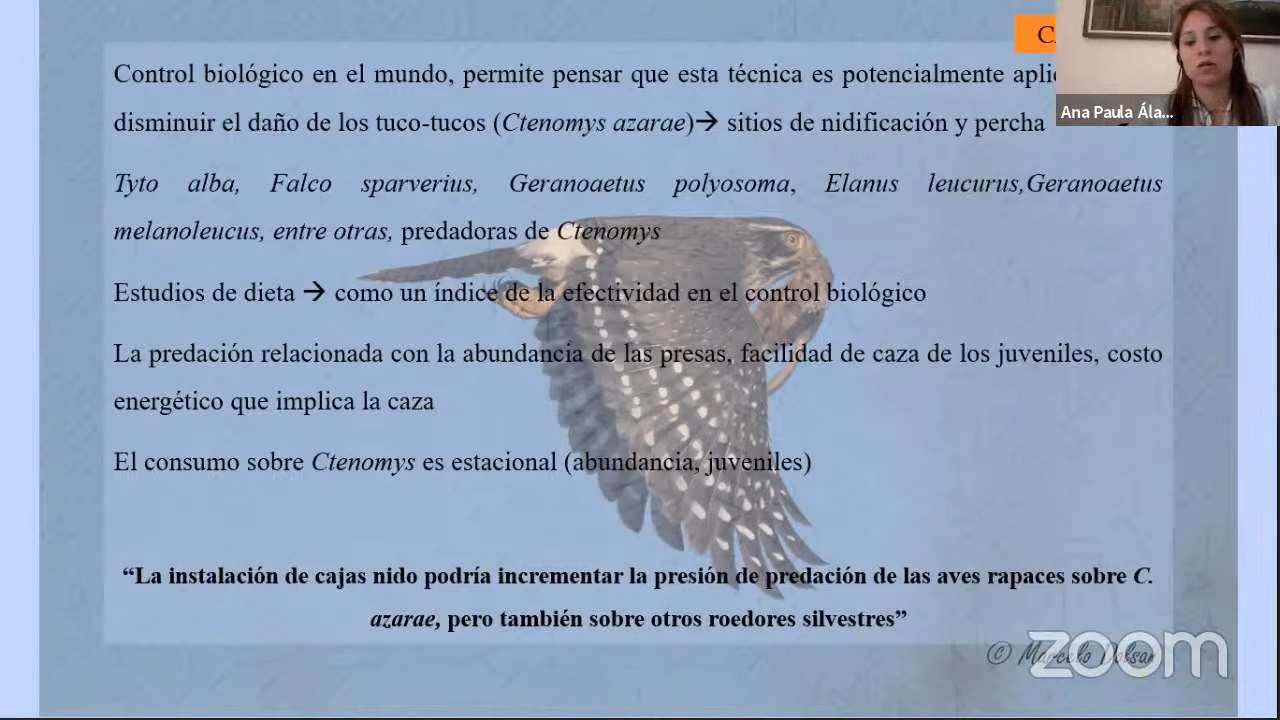 Control biológico en el mundo, permite pensar que esta técnica es potencialmente
disminuir el daño de los tuco-tucos (Ctenomys azarae)→ sitios de nidificación y percha
Ana Paula Ála...
Tyto alba, Falco sparverius, Geranoaetus polyosoma, Elanus leucurus,Geranoaetus
melanoleucus, entre otras, predadoras de Ctenomys
Estudios de dieta → como un índice de la efectividad en el control biológico
La predación relacionada con la abundancia de las presas, facilidad de caza de los juveniles, costo
energético que implica la caza
El consumo sobre Ctenomys es estacional (abundancia, juveniles)
“La instalación de cajas nido podría incrementar la presión de predación de las aves rapaces sobre C.
azarae, pero también sobre otros roedores silvestres”
© Marcelo
zoom